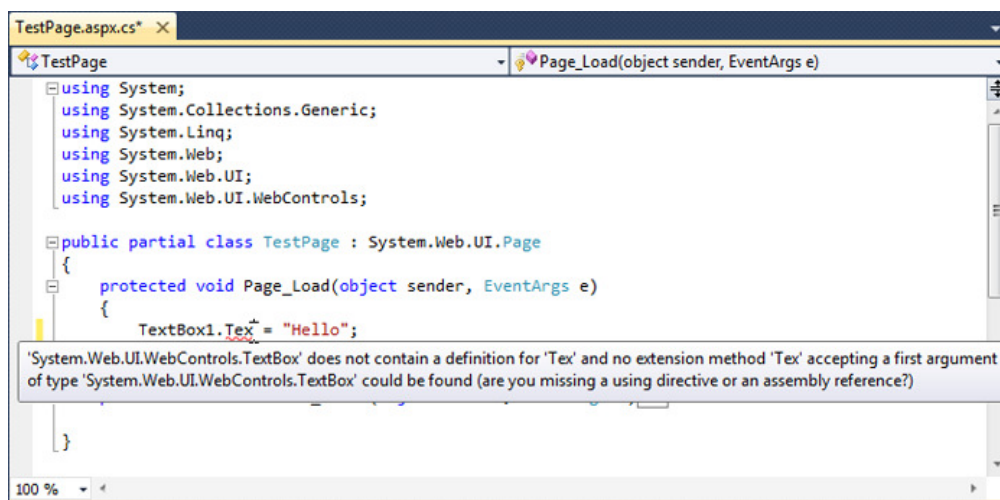 TestPage.aspx.cs*
TestPage
Page_Load(object sender, EventArgs e)
using System;
using System.Collections.Generic;
using System.Linq;
using System.Web;
using System.Web.UI;
using System.Web.UI.WebControls;
public partial class TestPage : System.Web.UI.Page
{
protected void Page_Load(object sender, EventArgs e)
{
TextBox1.Tex = "Hello";
'System.Web.UI.WebControls.TextBox' does not contain a definition for 'Tex' and no extension method 'Tex' accepting a first argument
of type 'System.Web.UI.WebControls.TextBox' could be found (are you missing a using directive or an assembly reference?)
}
100 %